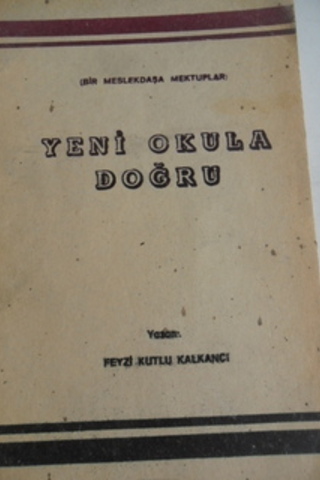 (BİR MESLEKDAŞA MEKTUPLAR)
YENİ OKULA
DOĞRU
Yazan:
FEYZİ KUTLU KALKANCI